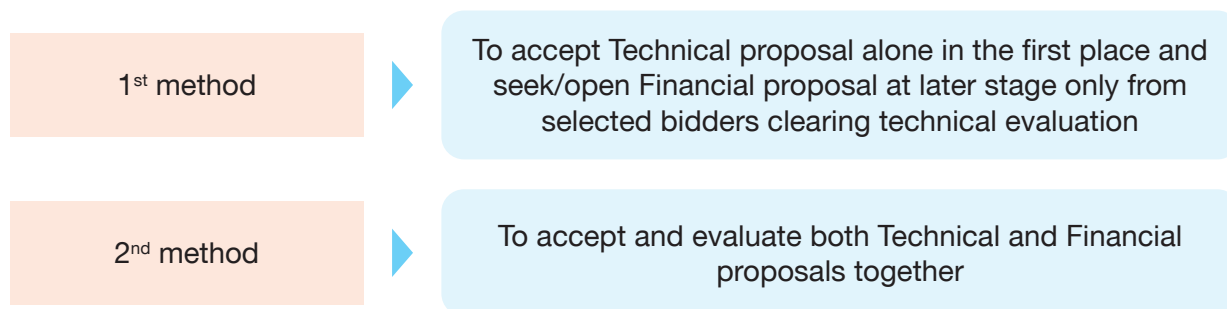 1st method
To accept Technical proposal alone in the first place and
seek/open Financial proposal at later stage only from
selected bidders clearing technical evaluation
2nd method
To accept and evaluate both Technical and Financial
proposals together